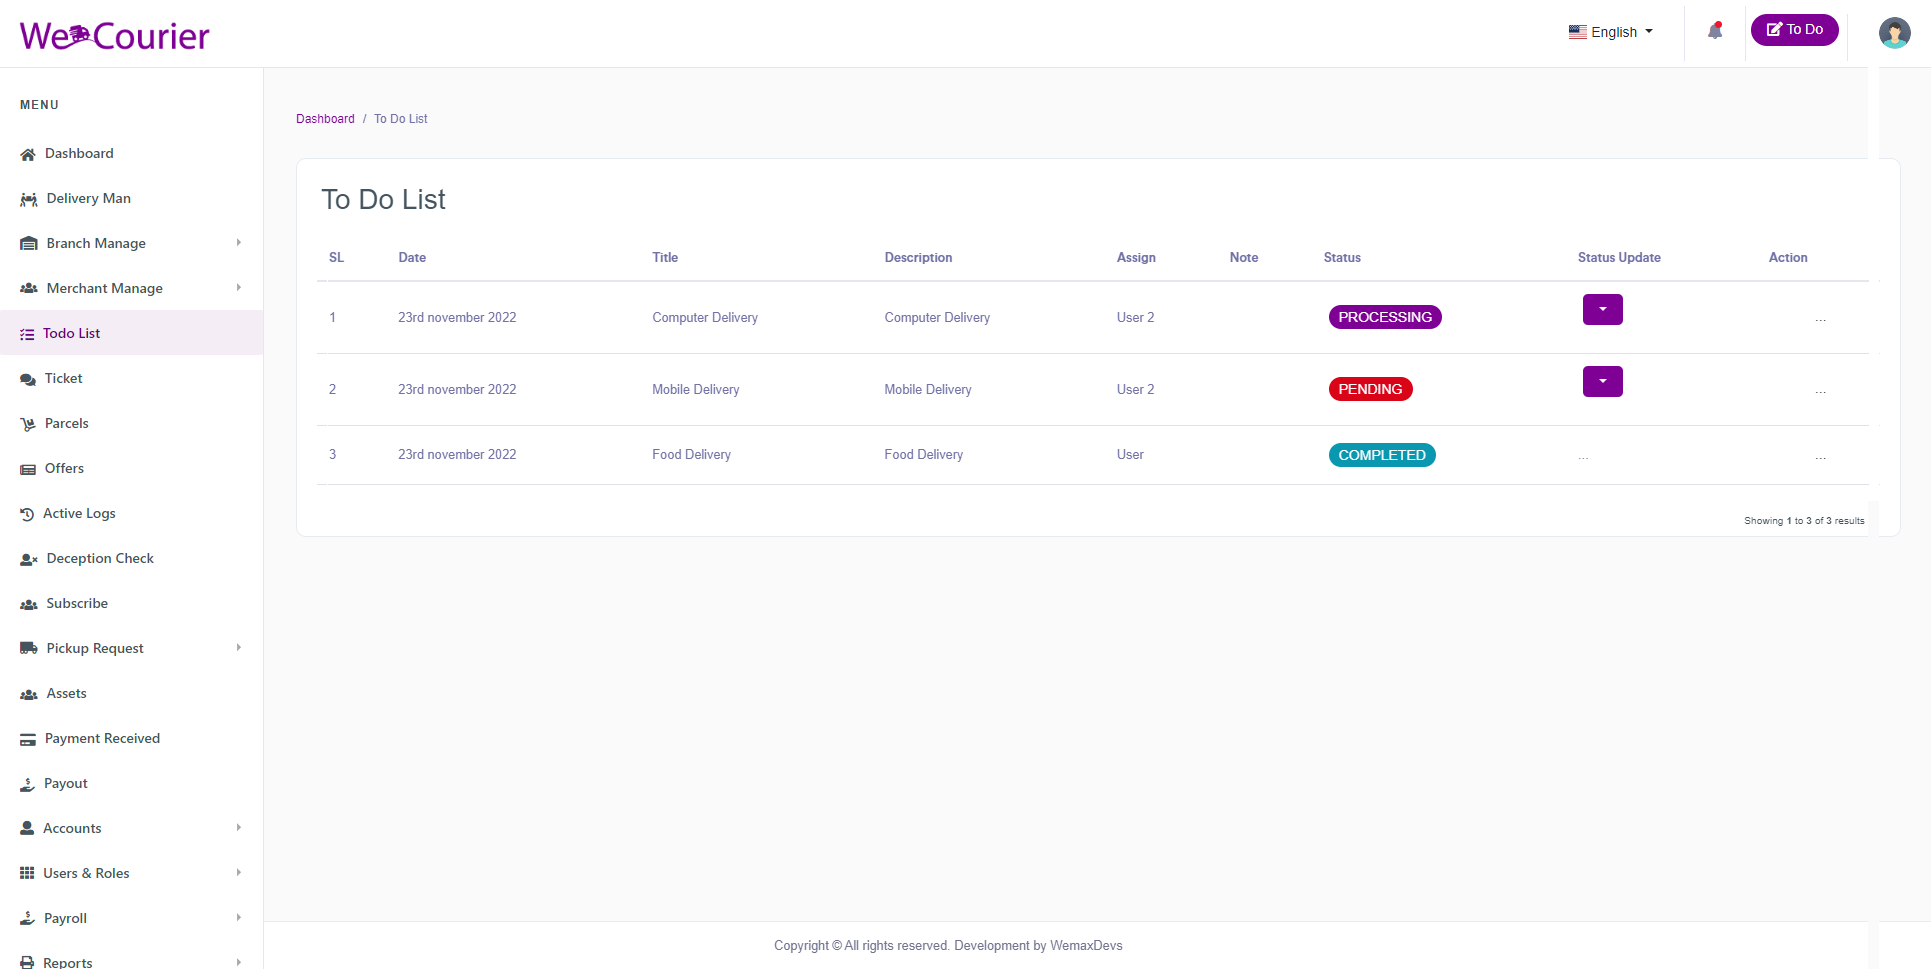 We Courier
English
To Do
MENU
Dashboard
Delivery Man
Branch Manage
Merchant Manage
Todo List
Ticket
Parcels
Offers
Active Logs
Deception Check
Subscribe
Pickup Request
Assets
Payment Received
Payout
Accounts
Users & Roles
Payroll
Reports
Dashboard / To Do List
To Do List
SL Date Title Description Assign Note Status Status Update Action
1 23rd november 2022 Computer Delivery Computer Delivery User 2 PROCESSING ...
2 23rd november 2022 Mobile Delivery Mobile Delivery User 2 PENDING ...
3 23rd november 2022 Food Delivery Food Delivery User COMPLETED ... ...
Showing 1 to 3 of 3 results
Copyright © All rights reserved. Development by WemaxDevs